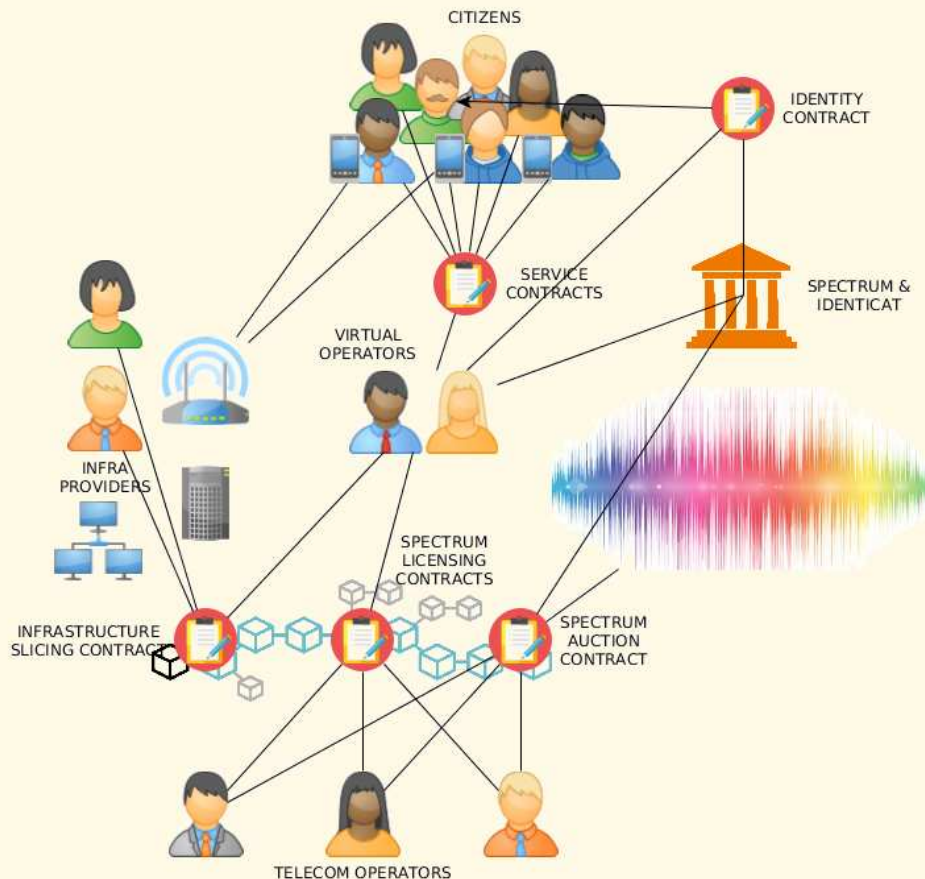 CITIZENS
IDENTITY
CONTRACT
SERVICE
CONTRACTS
SPECTRUM &
IDENTICAT
VIRTUAL
OPERATORS
INFRA
PROVIDERS
SPECTRUM
LICENSING
CONTRACTS
INFRASTRUCTURE
SLICING CONTRACT
SPECTRUM
AUCTION
CONTRACT
TELECOM OPERATORS